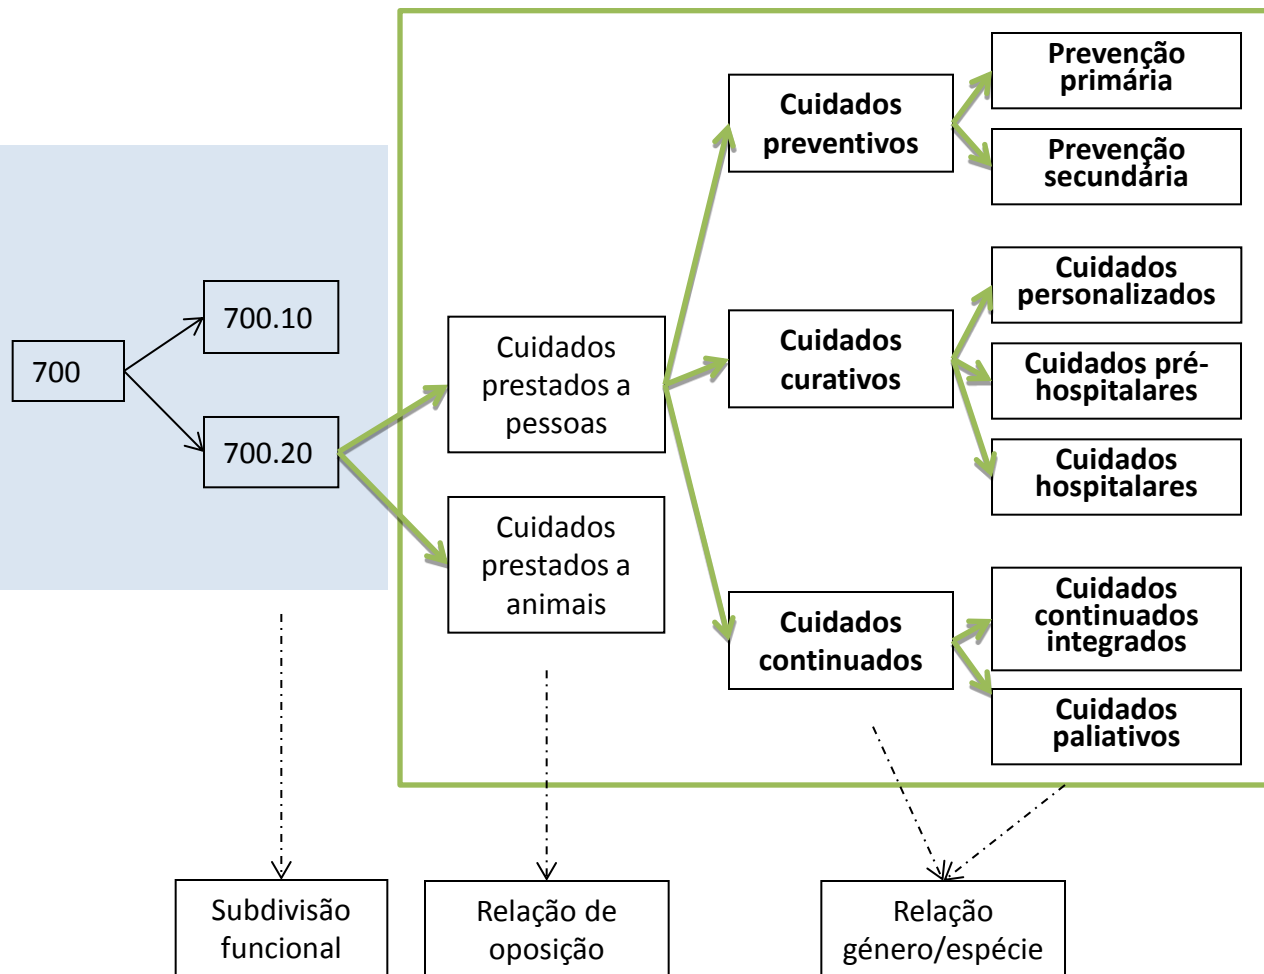 700
700.10
700.20
Cuidados
prestados a
pessoas
Cuidados
prestados a
animais
Cuidados
preventivos
Cuidados
curativos
Cuidados
continuados
Prevenção
primária
Prevenção
secundária
Cuidados
personalizados
Cuidados pré-
hospitalares
Cuidados
hospitalares
Cuidados
continuados
integrados
Cuidados
paliativos
Subdivisão
funcional
Relação de
oposição
Relação
género/espécie